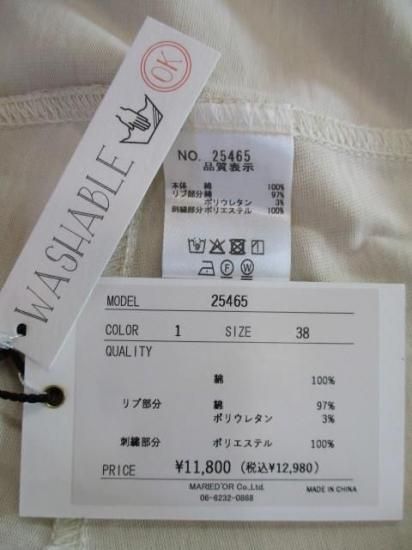 OK
WASHABLE
NO. 25465
品質表示
本体 綿 100%
リブ部分 綿 97%
ポリウレタン 3%
刺繍部分 ポリエステル 100%
MODEL 25465
COLOR 1 SIZE 38
QUALITY
綿 100%
リブ部分 綿 97%
ポリウレタン 3%
刺繍部分 ポリエステル 100%
PRICE ¥11,800 (税込¥12,980)
MARIED'OR Co.,Ltd.
06-6232-0868
MADE IN CHINA